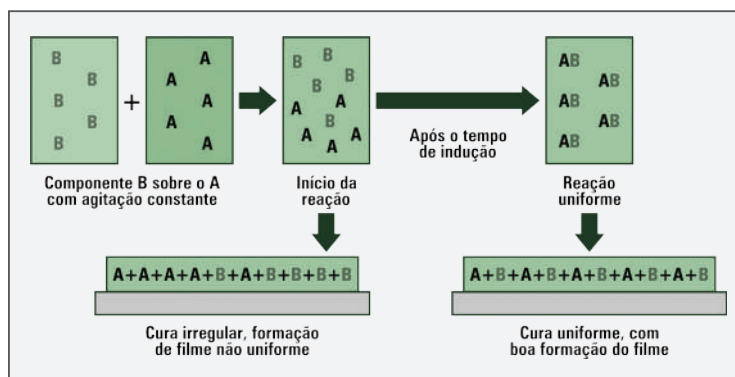 B
B
B
B
B
+
A
A
A
A
A
B
B
B
B
A
A
B
A
A
A
Após o tempo
de indução
AB
AB
AB
AB
AB
Componente B sobre o A
com agitação constante
Início da
reação
Reação
uniforme
A+A+A+A+B+A+B+B+B+B
A+B+A+B+A+B+A+B+A+B
Cura irregular, formação
de filme não uniforme
Cura uniforme, com
boa formação do filme